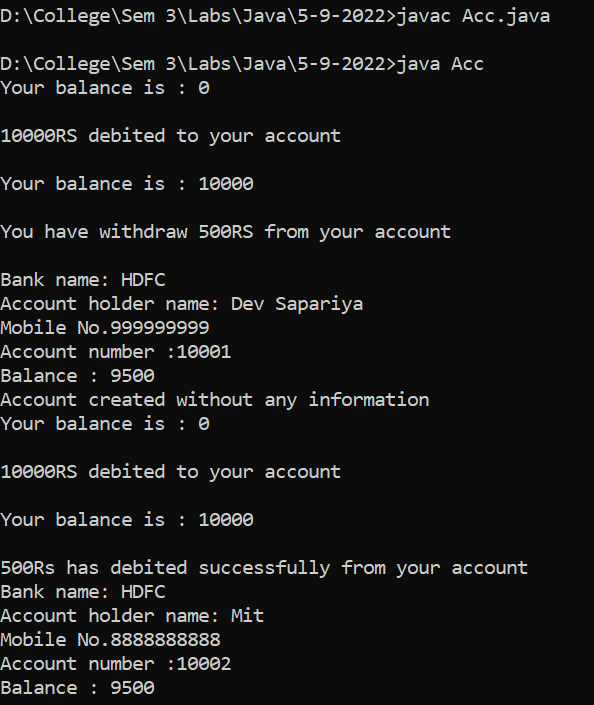 D:\College\Sem 3\Labs\Java\5-9-2022>javac Acc.java
D:\College\Sem 3\Labs\Java\5-9-2022>java Acc
Your balance is : 0
10000RS debited to your account
Your balance is : 10000
You have withdraw 500RS from your account
Bank name: HDFC
Account holder name: Dev Sapariya
Mobile No.999999999
Account number :10001
Balance : 9500
Account created without any information
Your balance is : 0
10000RS debited to your account
Your balance is : 10000
500Rs has debited successfully from your account
Bank name: HDFC
Account holder name: Mit
Mobile No.8888888888
Account number :10002
Balance : 9500